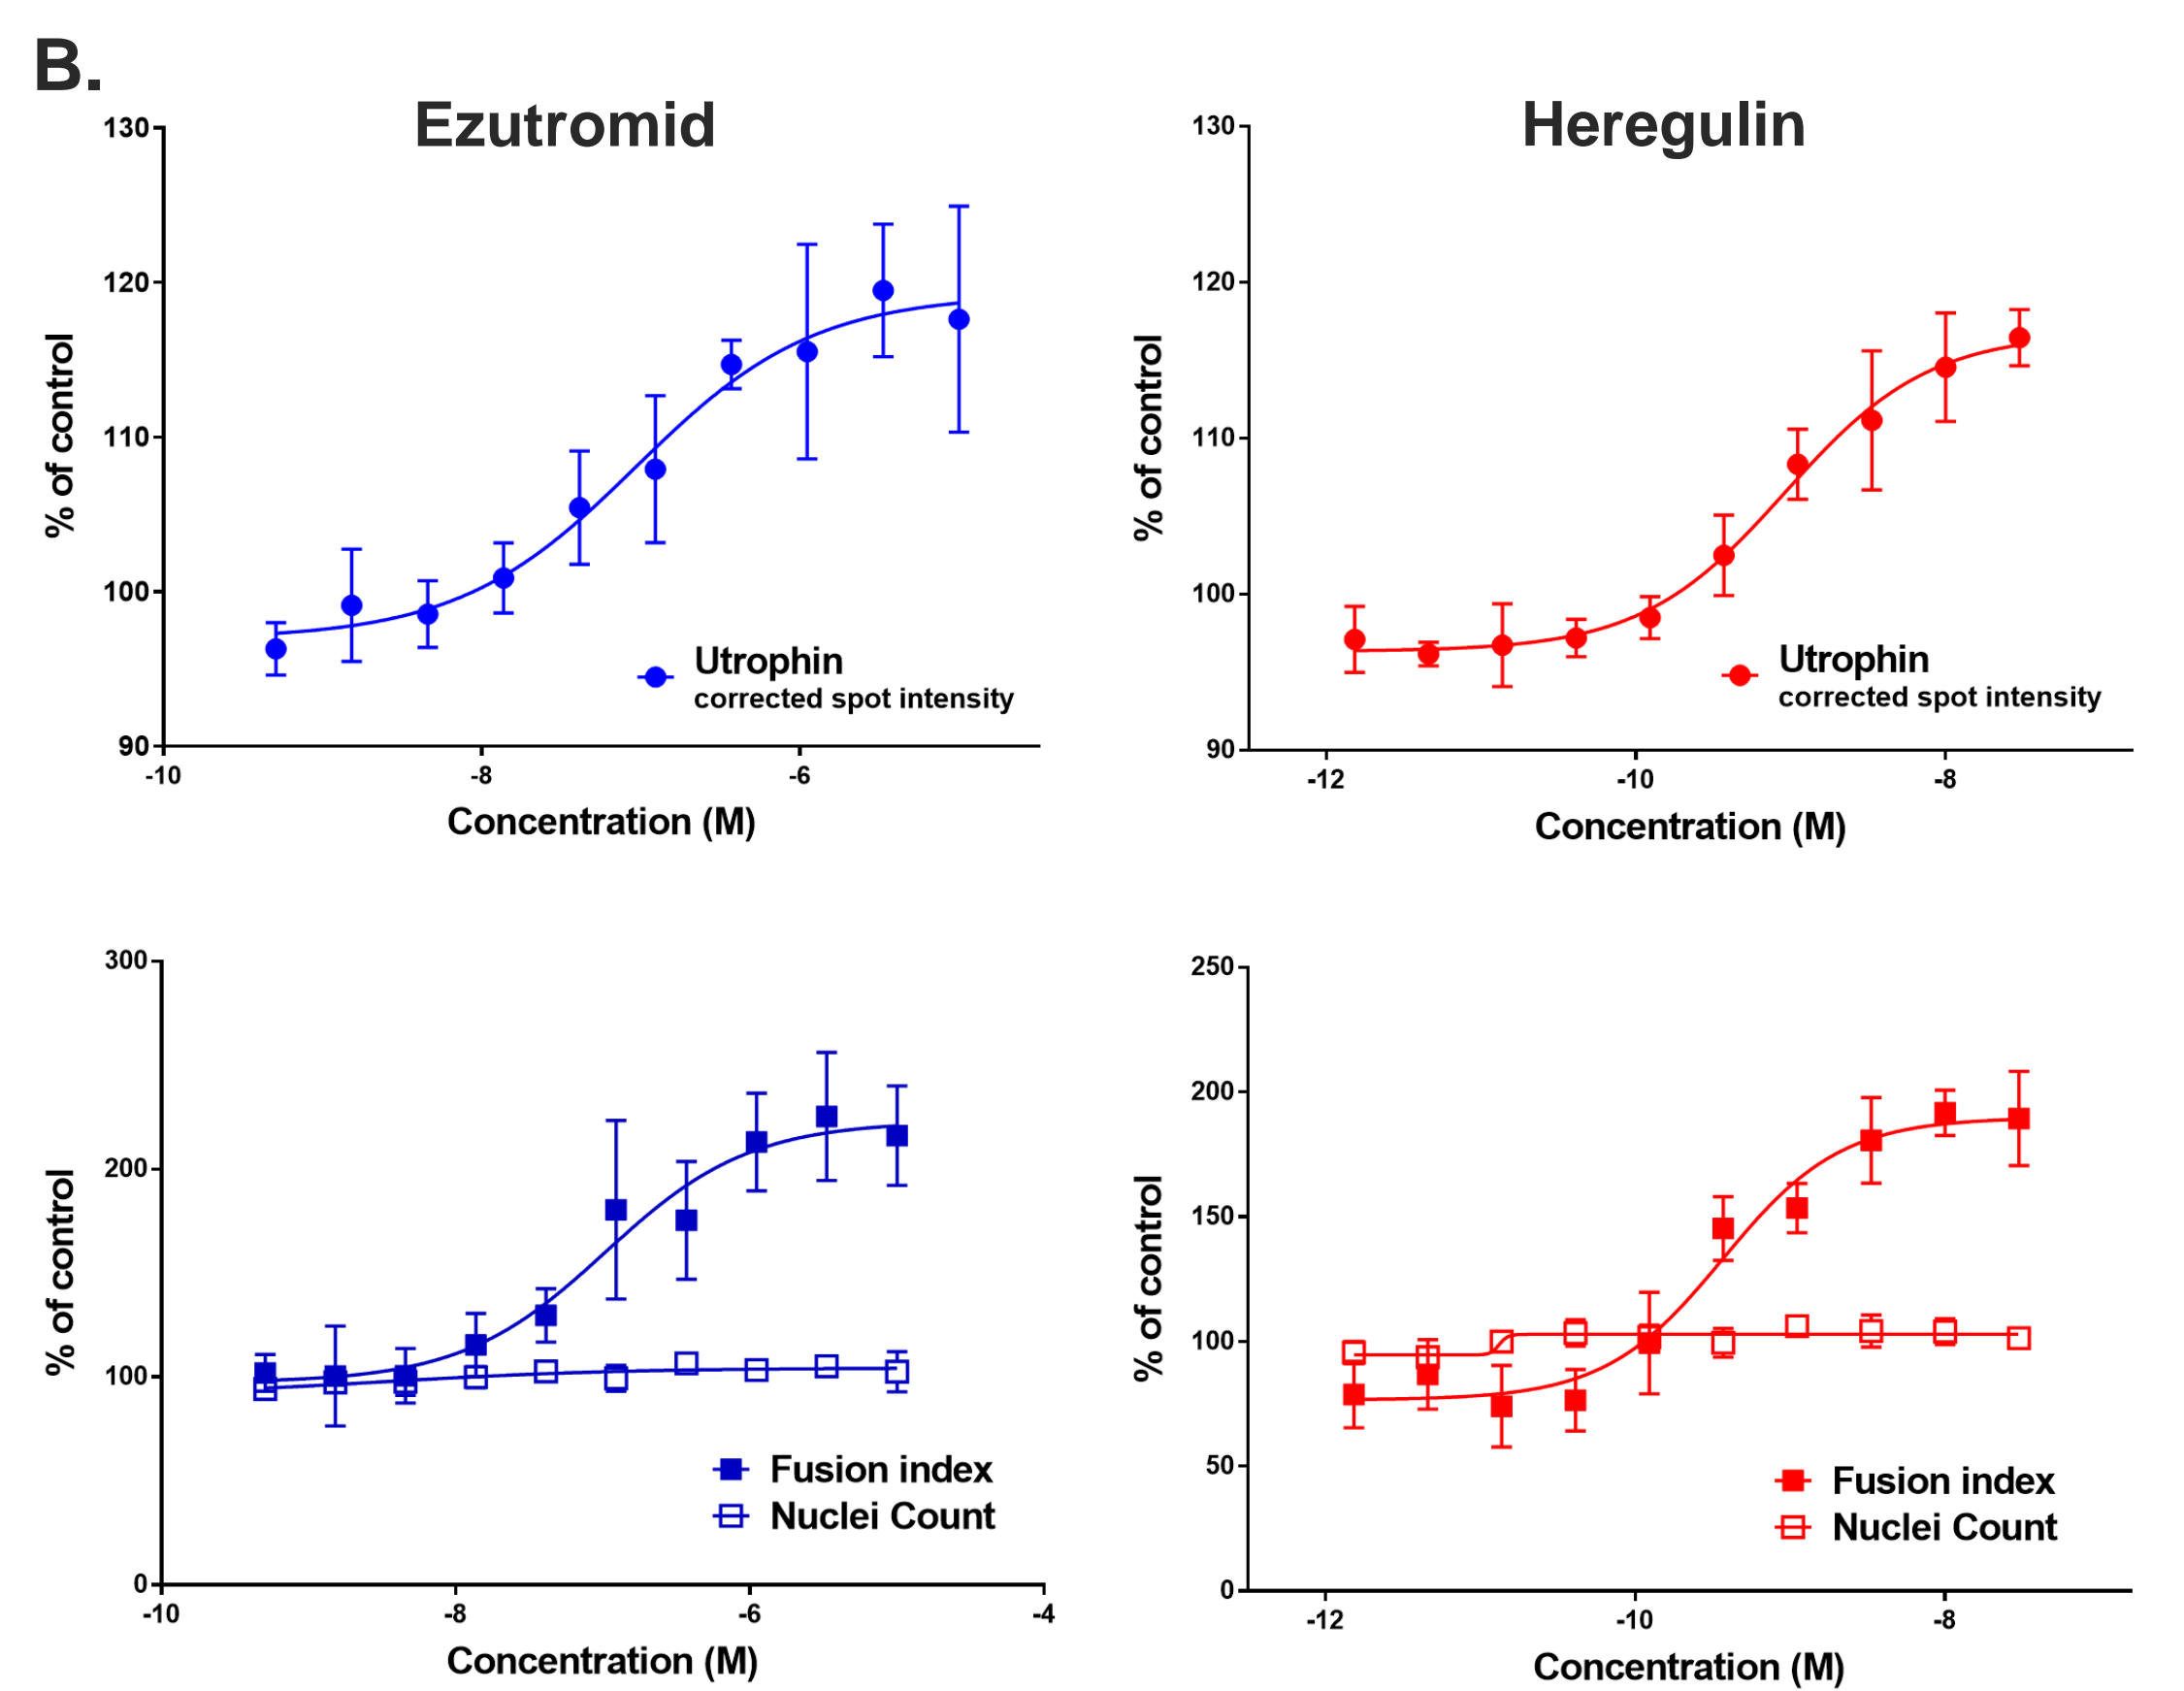 B.
Ezutromid
Heregulin
130
120
110
100
90
% of control
-10
-8
-6
Concentration (M)
Utrophin
corrected spot intensity
130
120
110
100
90
% of control
-12
-10
-8
Concentration (M)
Utrophin
corrected spot intensity
300
200
100
0
% of control
-10
-8
-6
-4
Concentration (M)
Fusion index
Nuclei Count
250
200
150
100
50
0
% of control
-12
-10
-8
Concentration (M)
Fusion index
Nuclei Count